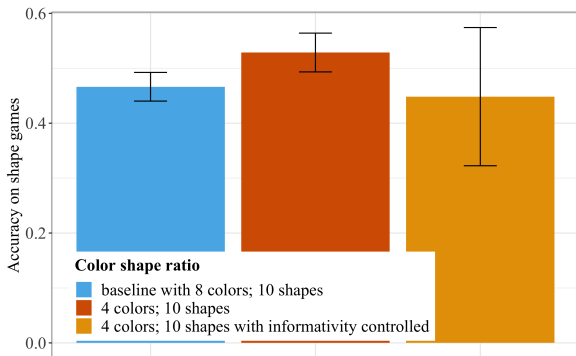 0.6
0.4
0.2
0.0
Accuracy on shape games
Color shape ratio
baseline with 8 colors; 10 shapes
4 colors; 10 shapes
4 colors; 10 shapes with informativity controlled